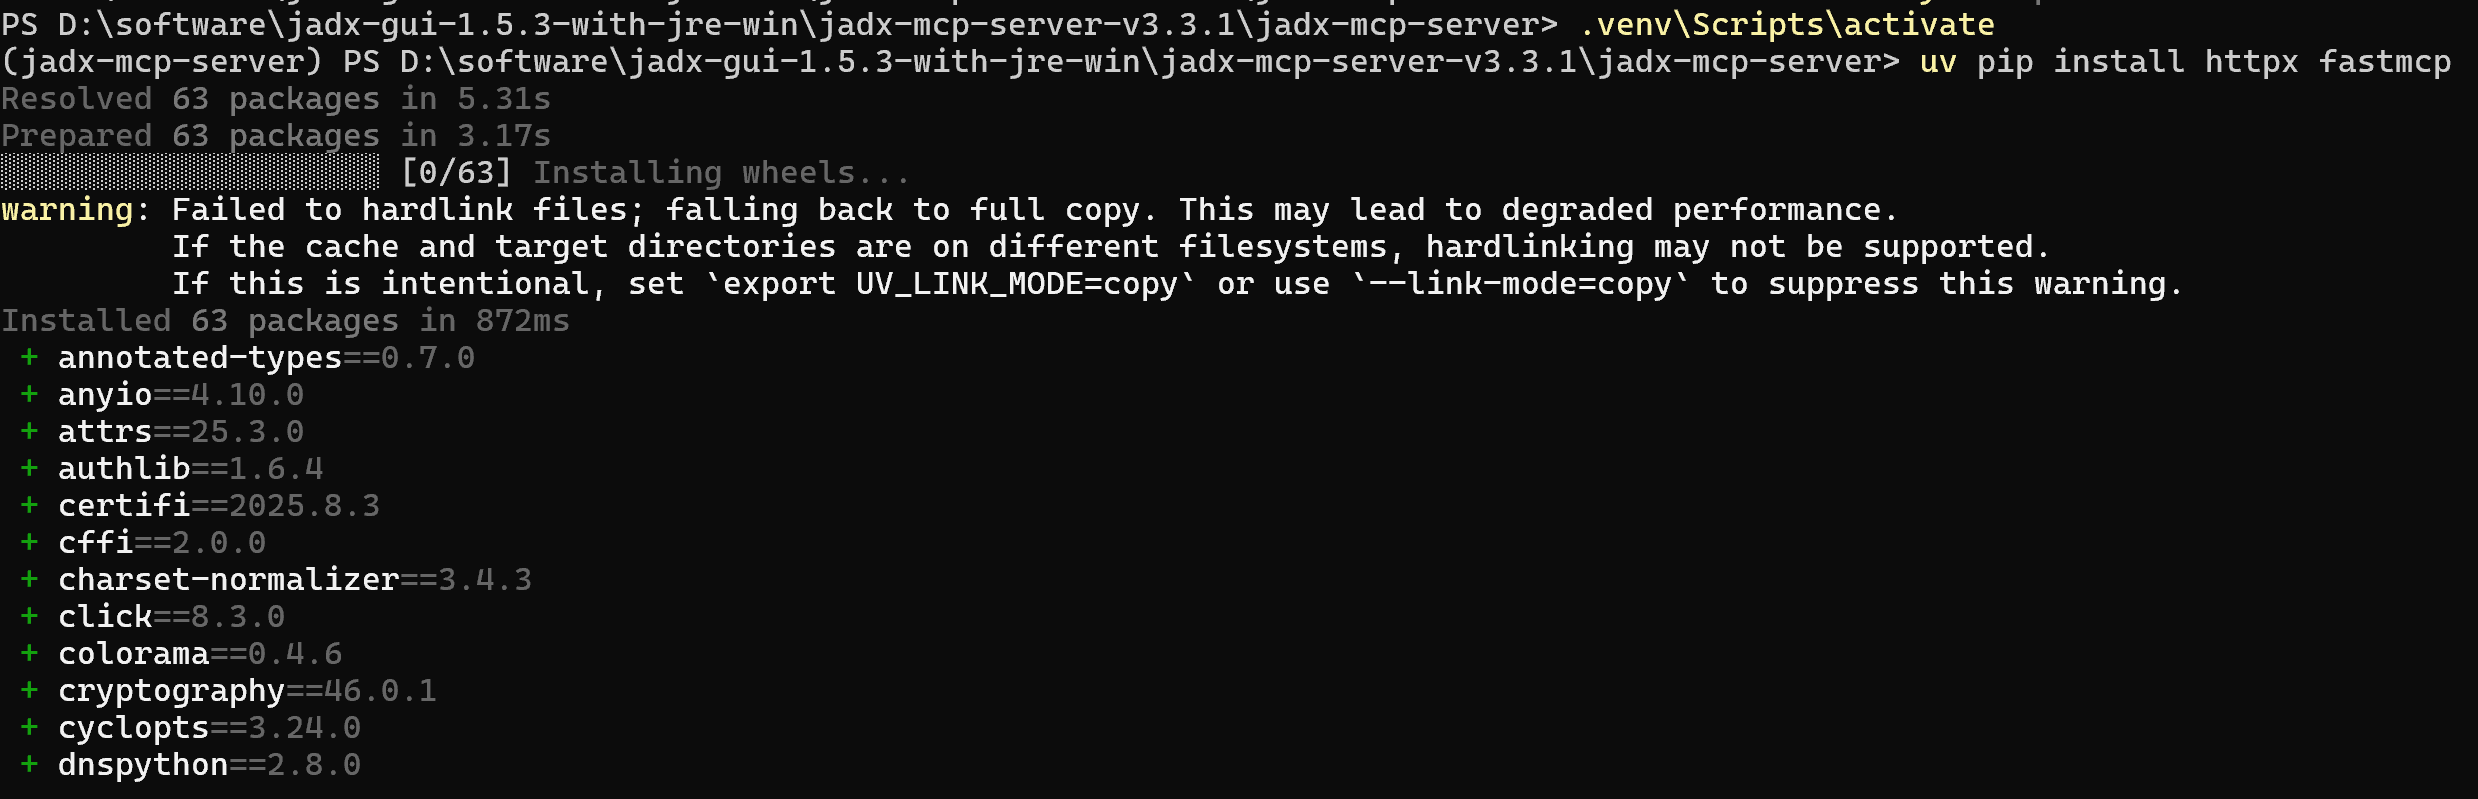 PS D:\software\jadx-gui-1.5.3-with-jre-win\jadx-mcp-server-v3.3.1\jadx-mcp-server> .venv\Scripts\activate
(jadx-mcp-server) PS D:\software\jadx-gui-1.5.3-with-jre-win\jadx-mcp-server-v3.3.1\jadx-mcp-server> uv pip install httpx fastmcp
Resolved 63 packages in 5.31s
Prepared 63 packages in 3.17s
[0/63] Installing wheels...
warning: Failed to hardlink files; falling back to full copy. This may lead to degraded performance.
If the cache and target directories are on different filesystems, hardlinking may not be supported.
If this is intentional, set `export UV_LINK_MODE=copy` or use `--link-mode=copy` to suppress this warning.
Installed 63 packages in 872ms
+ annotated-types==0.7.0
+ anyio==4.10.0
+ attrs==25.3.0
+ authlib==1.6.4
+ certifi==2025.8.3
+ cffi==2.0.0
+ charset-normalizer==3.4.3
+ click==8.3.0
+ colorama==0.4.6
+ cryptography==46.0.1
+ cyclopts==3.24.0
+ dnspython==2.8.0